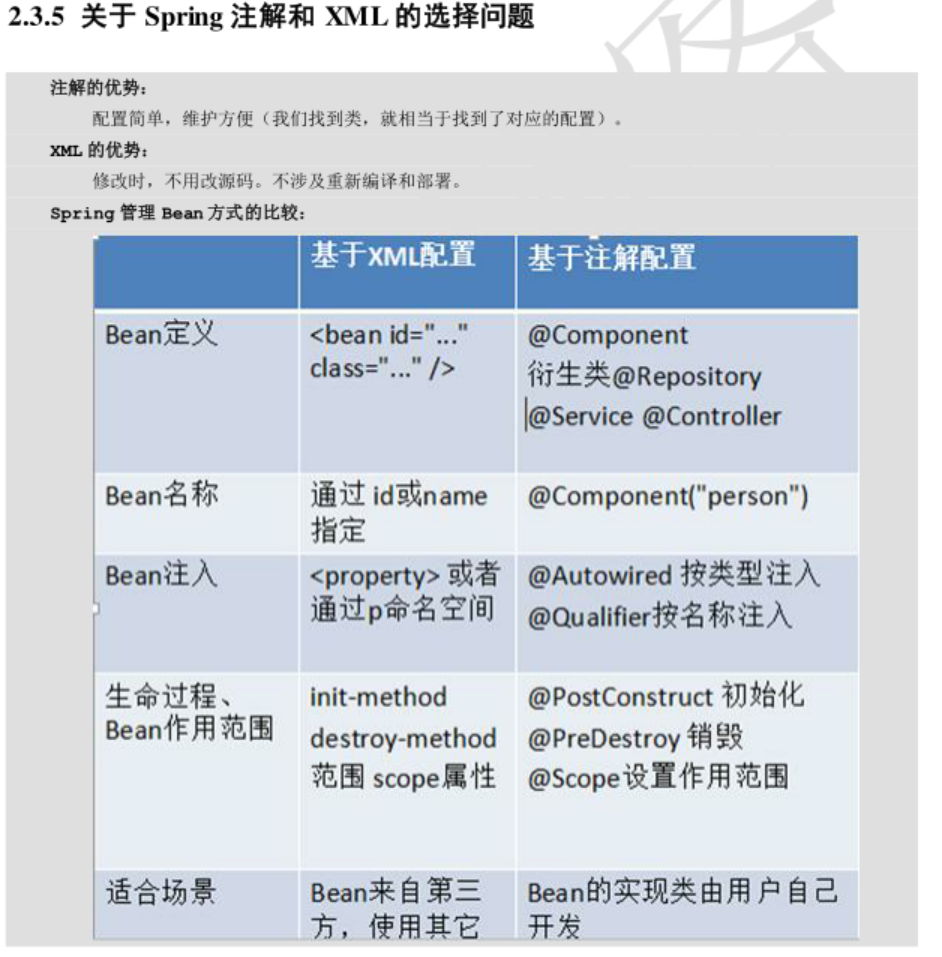 2.3.5 关于 Spring 注解和 XML 的选择问题
注解的优势：
配置简单，维护方便（我们找到类，就相当于找到了对应的配置）。
XML 的优势：
修改时，不用改源码。不涉及重新编译和部署。
Spring 管理 Bean 方式的比较：
基于XML配置
基于注解配置
Bean定义
<bean id="..."
class="..." />
@Component
衍生类@Repository
@Service @Controller
Bean名称
通过 id或name
指定
@Component("person")
Bean注入
<property> 或者
通过p命名空间
@Autowired 按类型注入
@Qualifier按名称注入
生命过程、
Bean作用范围
init-method
destroy-method
范围 scope属性
@PostConstruct 初始化
@PreDestroy 销毁
@Scope设置作用范围
适合场景
Bean来自第三
方，使用其它
Bean的实现类由用户自己
开发